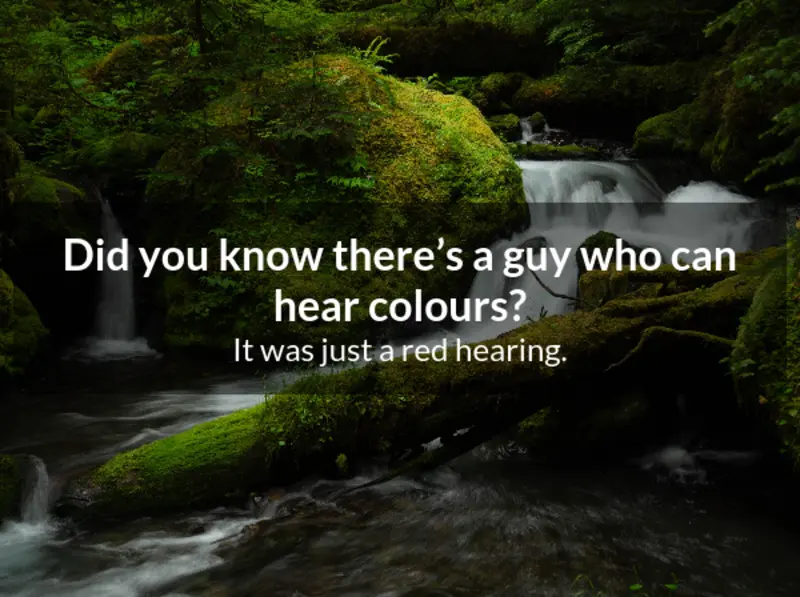 Did you know there’s a guy who can
hear colours?
It was just a red hearing.